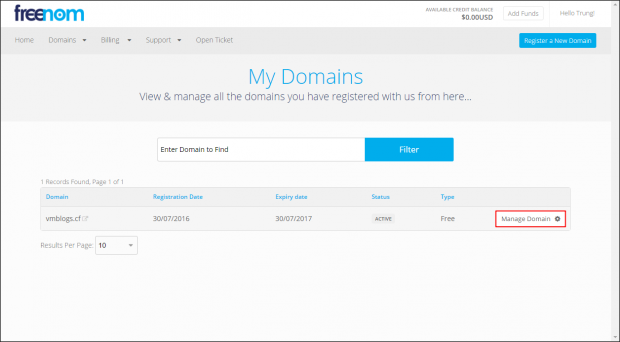 freenom
AVAILABLE CREDIT BALANCE
$0.00USD
Add Funds
Hello Trung!
Home Domains Billing Support Open Ticket
Register a New Domain
My Domains
View & manage all the domains you have registered with us from here...
Enter Domain to Find
Filter
1 Records Found, Page 1 of 1
Domain Registration Date Expiry date Status Type
vmblogs.cf 30/07/2016 30/07/2017 ACTIVE Free Manage Domain
Results Per Page: 10